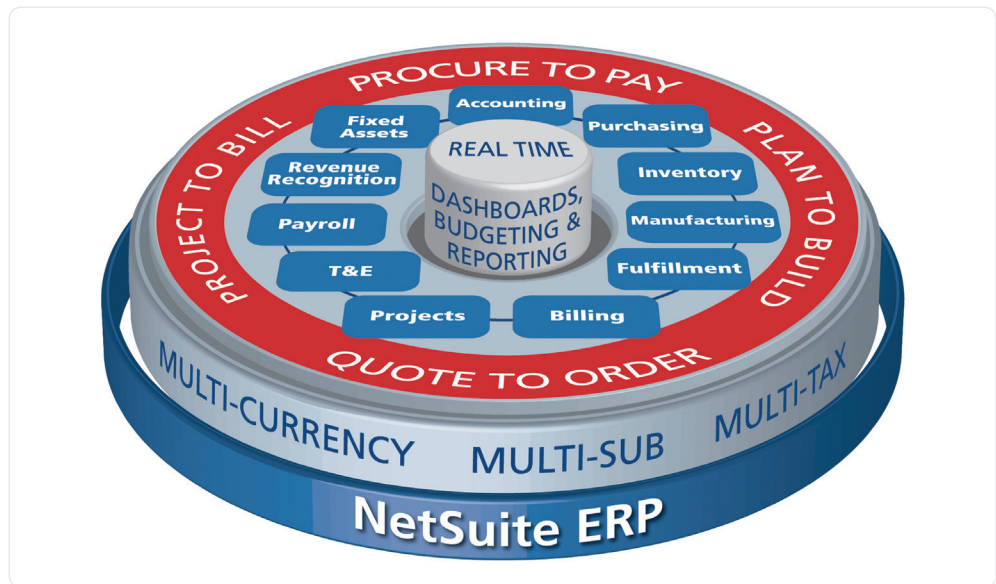 PROCURE TO PAY
PLAN TO BUILD
QUOTE TO ORDER
PROJECT TO BILL
Accounting
Purchasing
Inventory
Manufacturing
Fulfillment
Billing
Projects
T&E
Payroll
Revenue
Recognition
Fixed
Assets
REAL TIME
DASHBOARDS,
BUDGETING &
REPORTING
MULTI-CURRENCY
MULTI-SUB
MULTI-TAX
NetSuite ERP